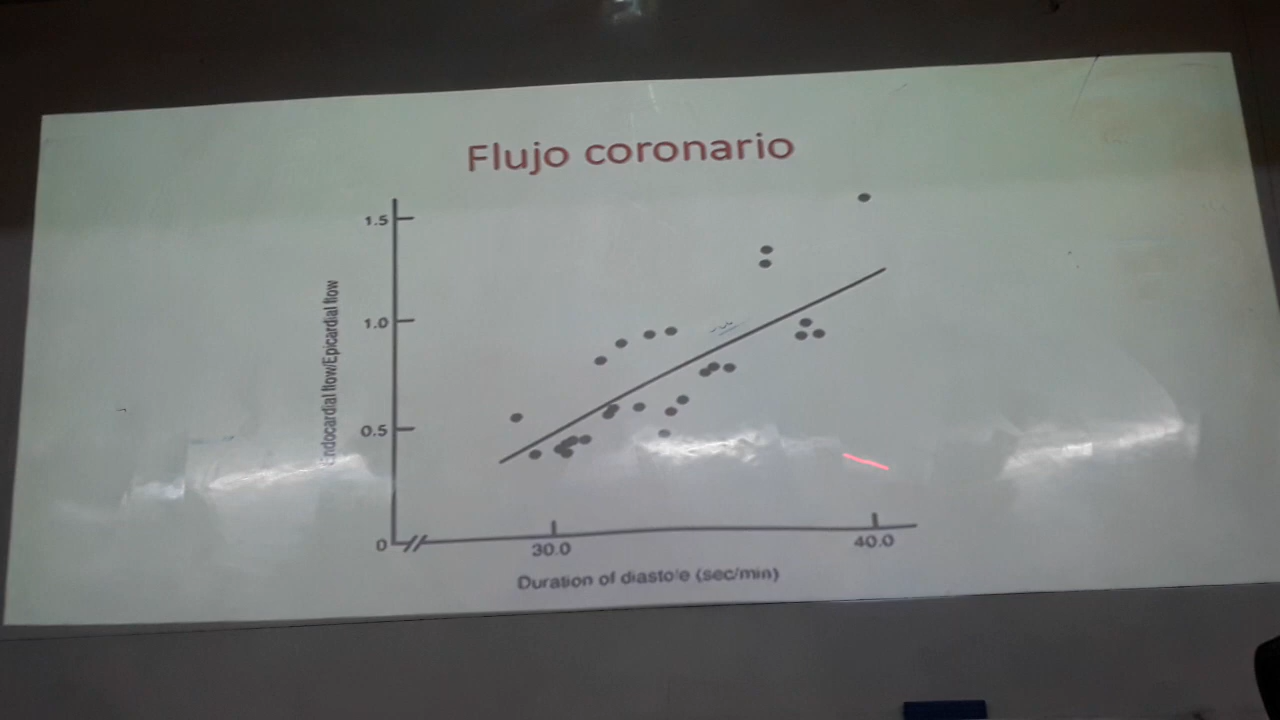 Flujo coronario
1.5
1.0
0.5
0
Endocardial flow/Epicardial flow
30.0
40.0
Duration of diastole (sec/min)